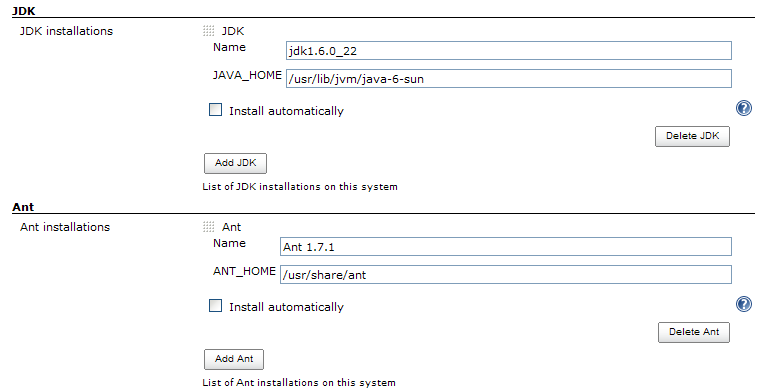 JDK
JDK installations
JDK
Name
jdk1.6.0_22
JAVA_HOME
/usr/lib/jvm/java-6-sun
Install automatically
?
Delete JDK
Add JDK
List of JDK installations on this system
Ant
Ant installations
Ant
Name
Ant 1.7.1
ANT_HOME
/usr/share/ant
Install automatically
?
Delete Ant
Add Ant
List of Ant installations on this system